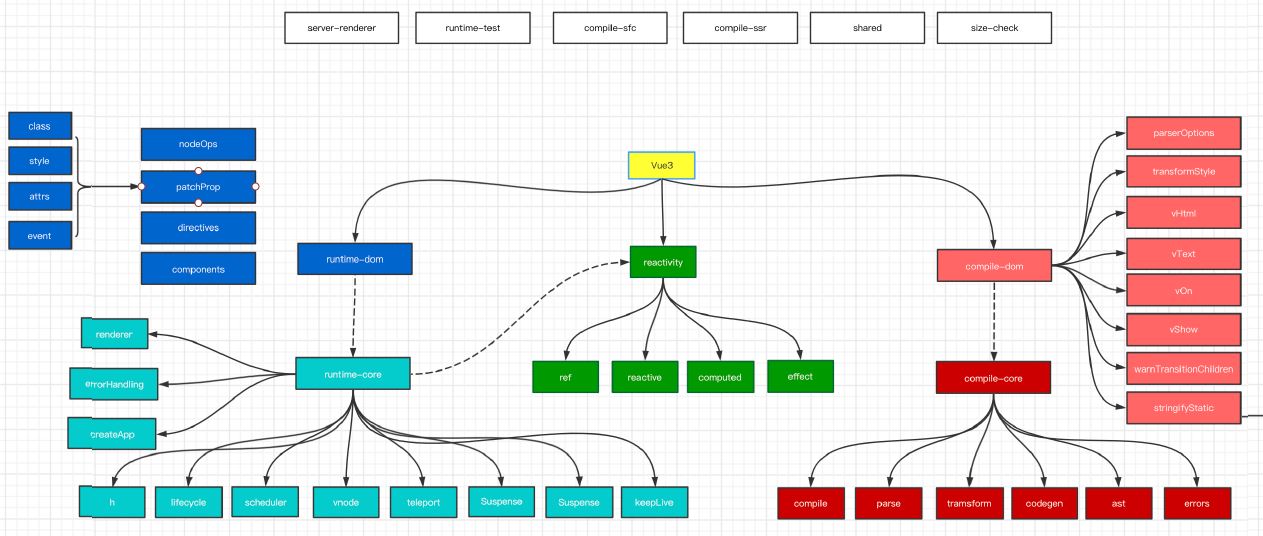 server-renderer
runtime-test
compile-sfc
compile-ssr
shared
size-check
class
style
attrs
event
nodeOps
patchProp
directives
components
Vue3
runtime-dom
reactivity
compile-dom
parserOptions
transformStyle
vHtml
vText
vOn
vShow
warnTransitionChildren
stringifyStatic
renderer
errorHandling
createApp
runtime-core
ref
reactive
computed
effect
compile-core
h
lifecycle
scheduler
vnode
teleport
Suspense
Suspense
keepLive
compile
parse
tramsform
codegen
ast
errors